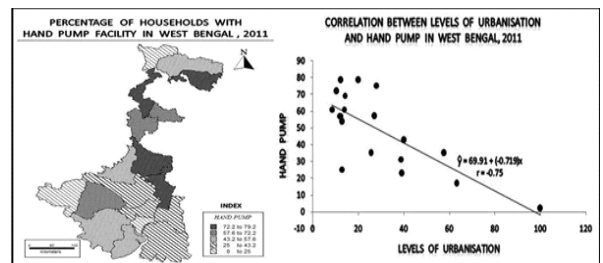 PERCENTAGE OF HOUSEHOLDS WITH
HAND PUMP FACILITY IN WEST BENGAL, 2011
N
INDEX
HAND PUMP
72.2 to 79.2
57.6 to 72.2
43.2 to 57.6
25 to 43.2
0 to 25
CORRELATION BETWEEN LEVELS OF URBANISATION
AND HAND PUMP IN WEST BENGAL, 2011
HAND PUMP
90
80
70
60
50
40
30
20
10
0
-10 0 20 40 60 80 100 120
ŷ = 69.91 + (-0.719)x
r = -0.75
LEVELS OF URBANISATION